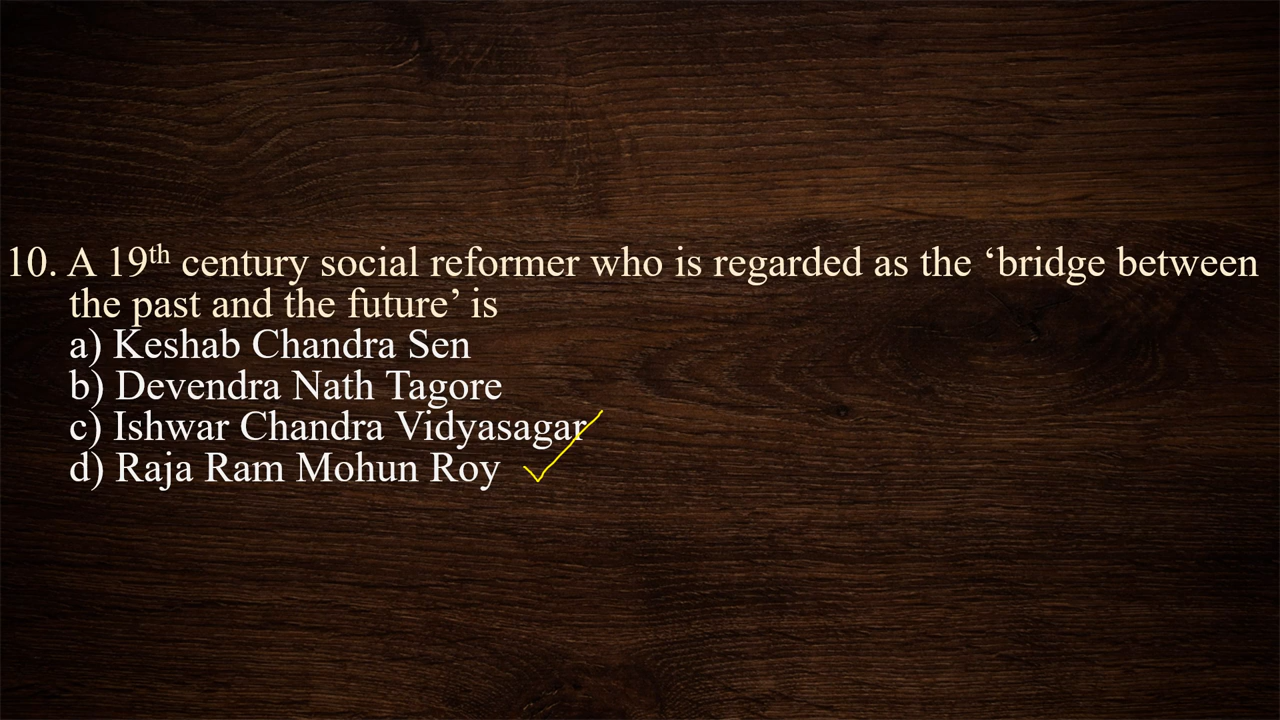 10. A 19th century social reformer who is regarded as the ‘bridge between
the past and the future’ is
a) Keshab Chandra Sen
b) Devendra Nath Tagore
c) Ishwar Chandra Vidyasagar
d) Raja Ram Mohun Roy